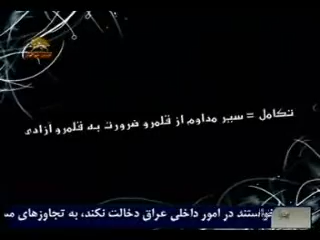 تکامل = سیر مداوم از قلمرو ضرورت به قلمرو آزادی
خواستند در امور داخلی عراق دخالت نکند، به تجاوزهای